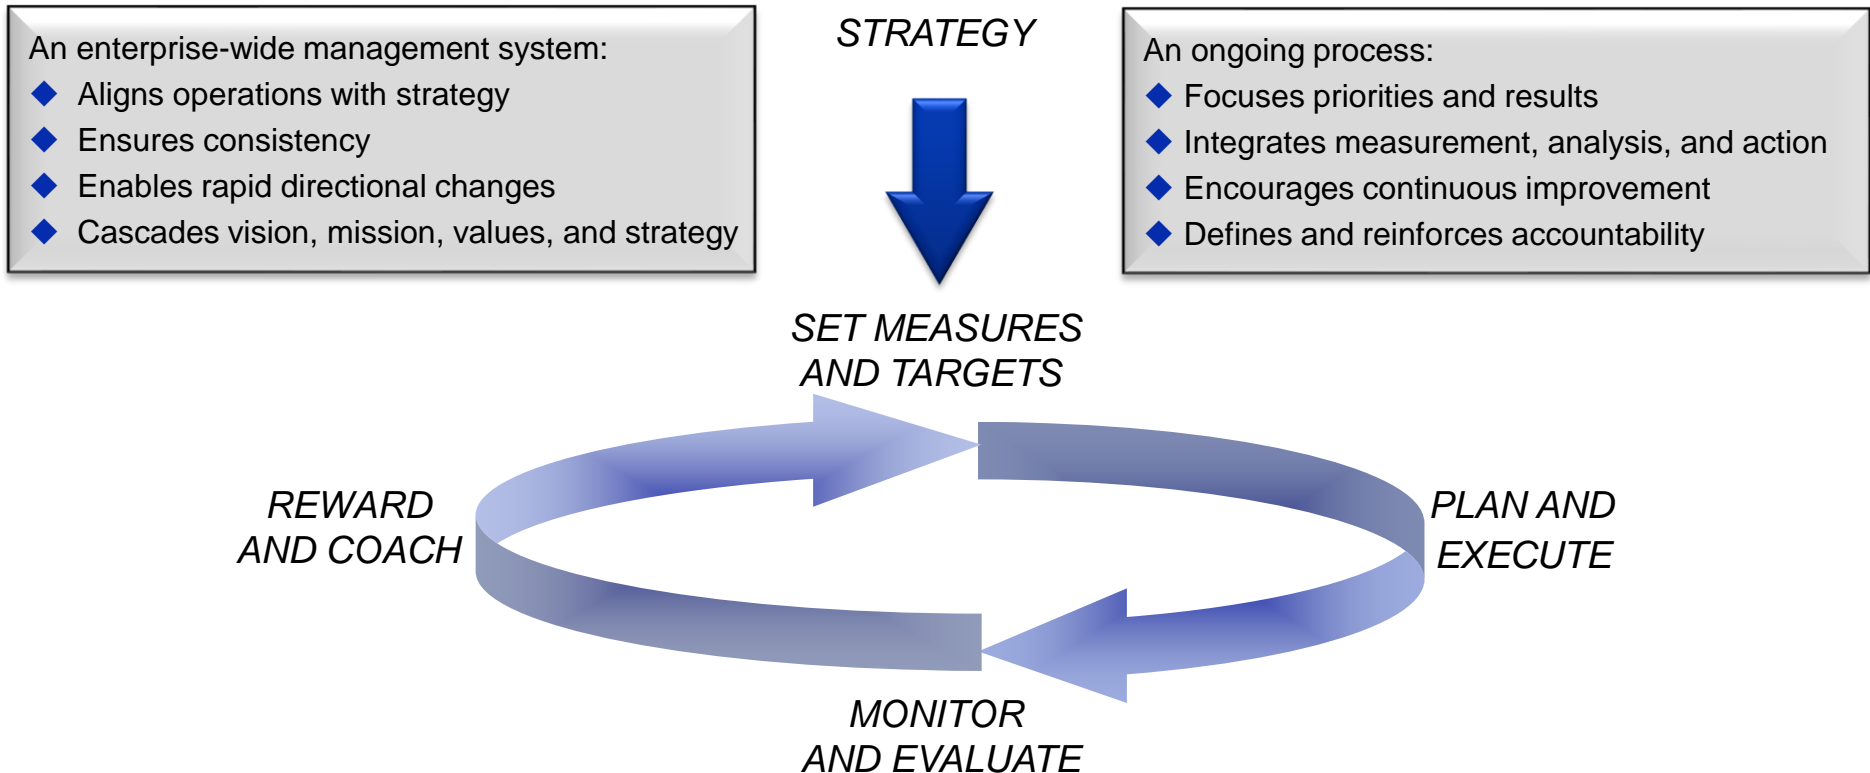 An enterprise-wide management system:
Aligns operations with strategy
Ensures consistency
Enables rapid directional changes
Cascades vision, mission, values, and strategy
STRATEGY
An ongoing process:
Focuses priorities and results
Integrates measurement, analysis, and action
Encourages continuous improvement
Defines and reinforces accountability
SET MEASURES
AND TARGETS
REWARD
AND COACH
PLAN AND
EXECUTE
MONITOR
AND EVALUATE